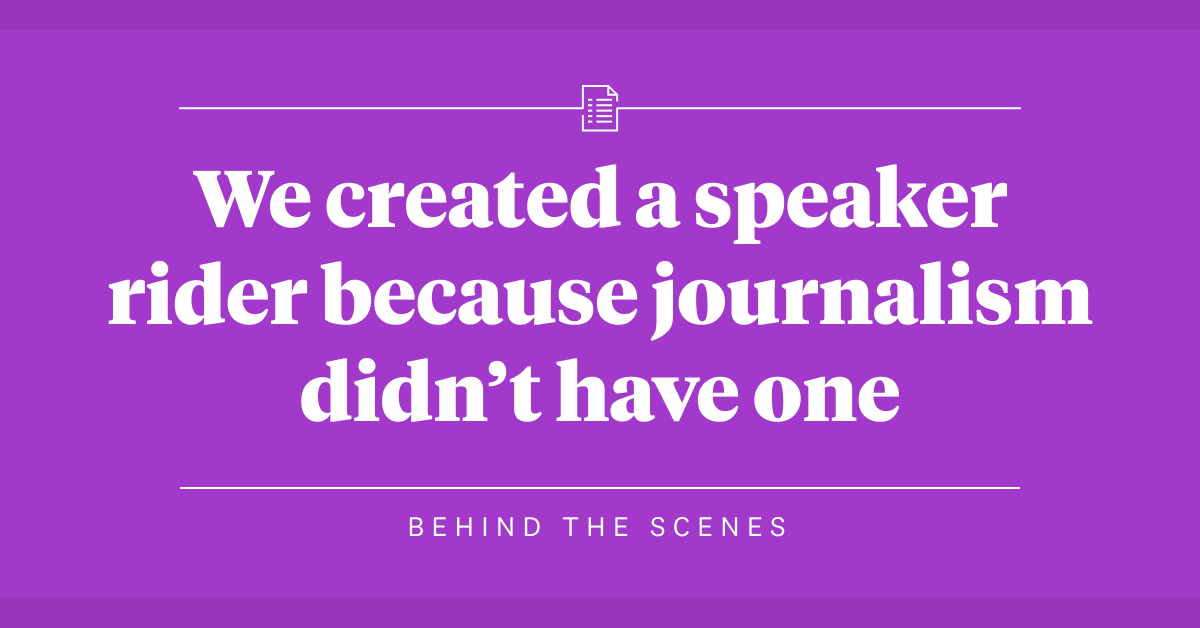 We created a speaker
rider because journalism
didn’t have one
BEHIND THE SCENES